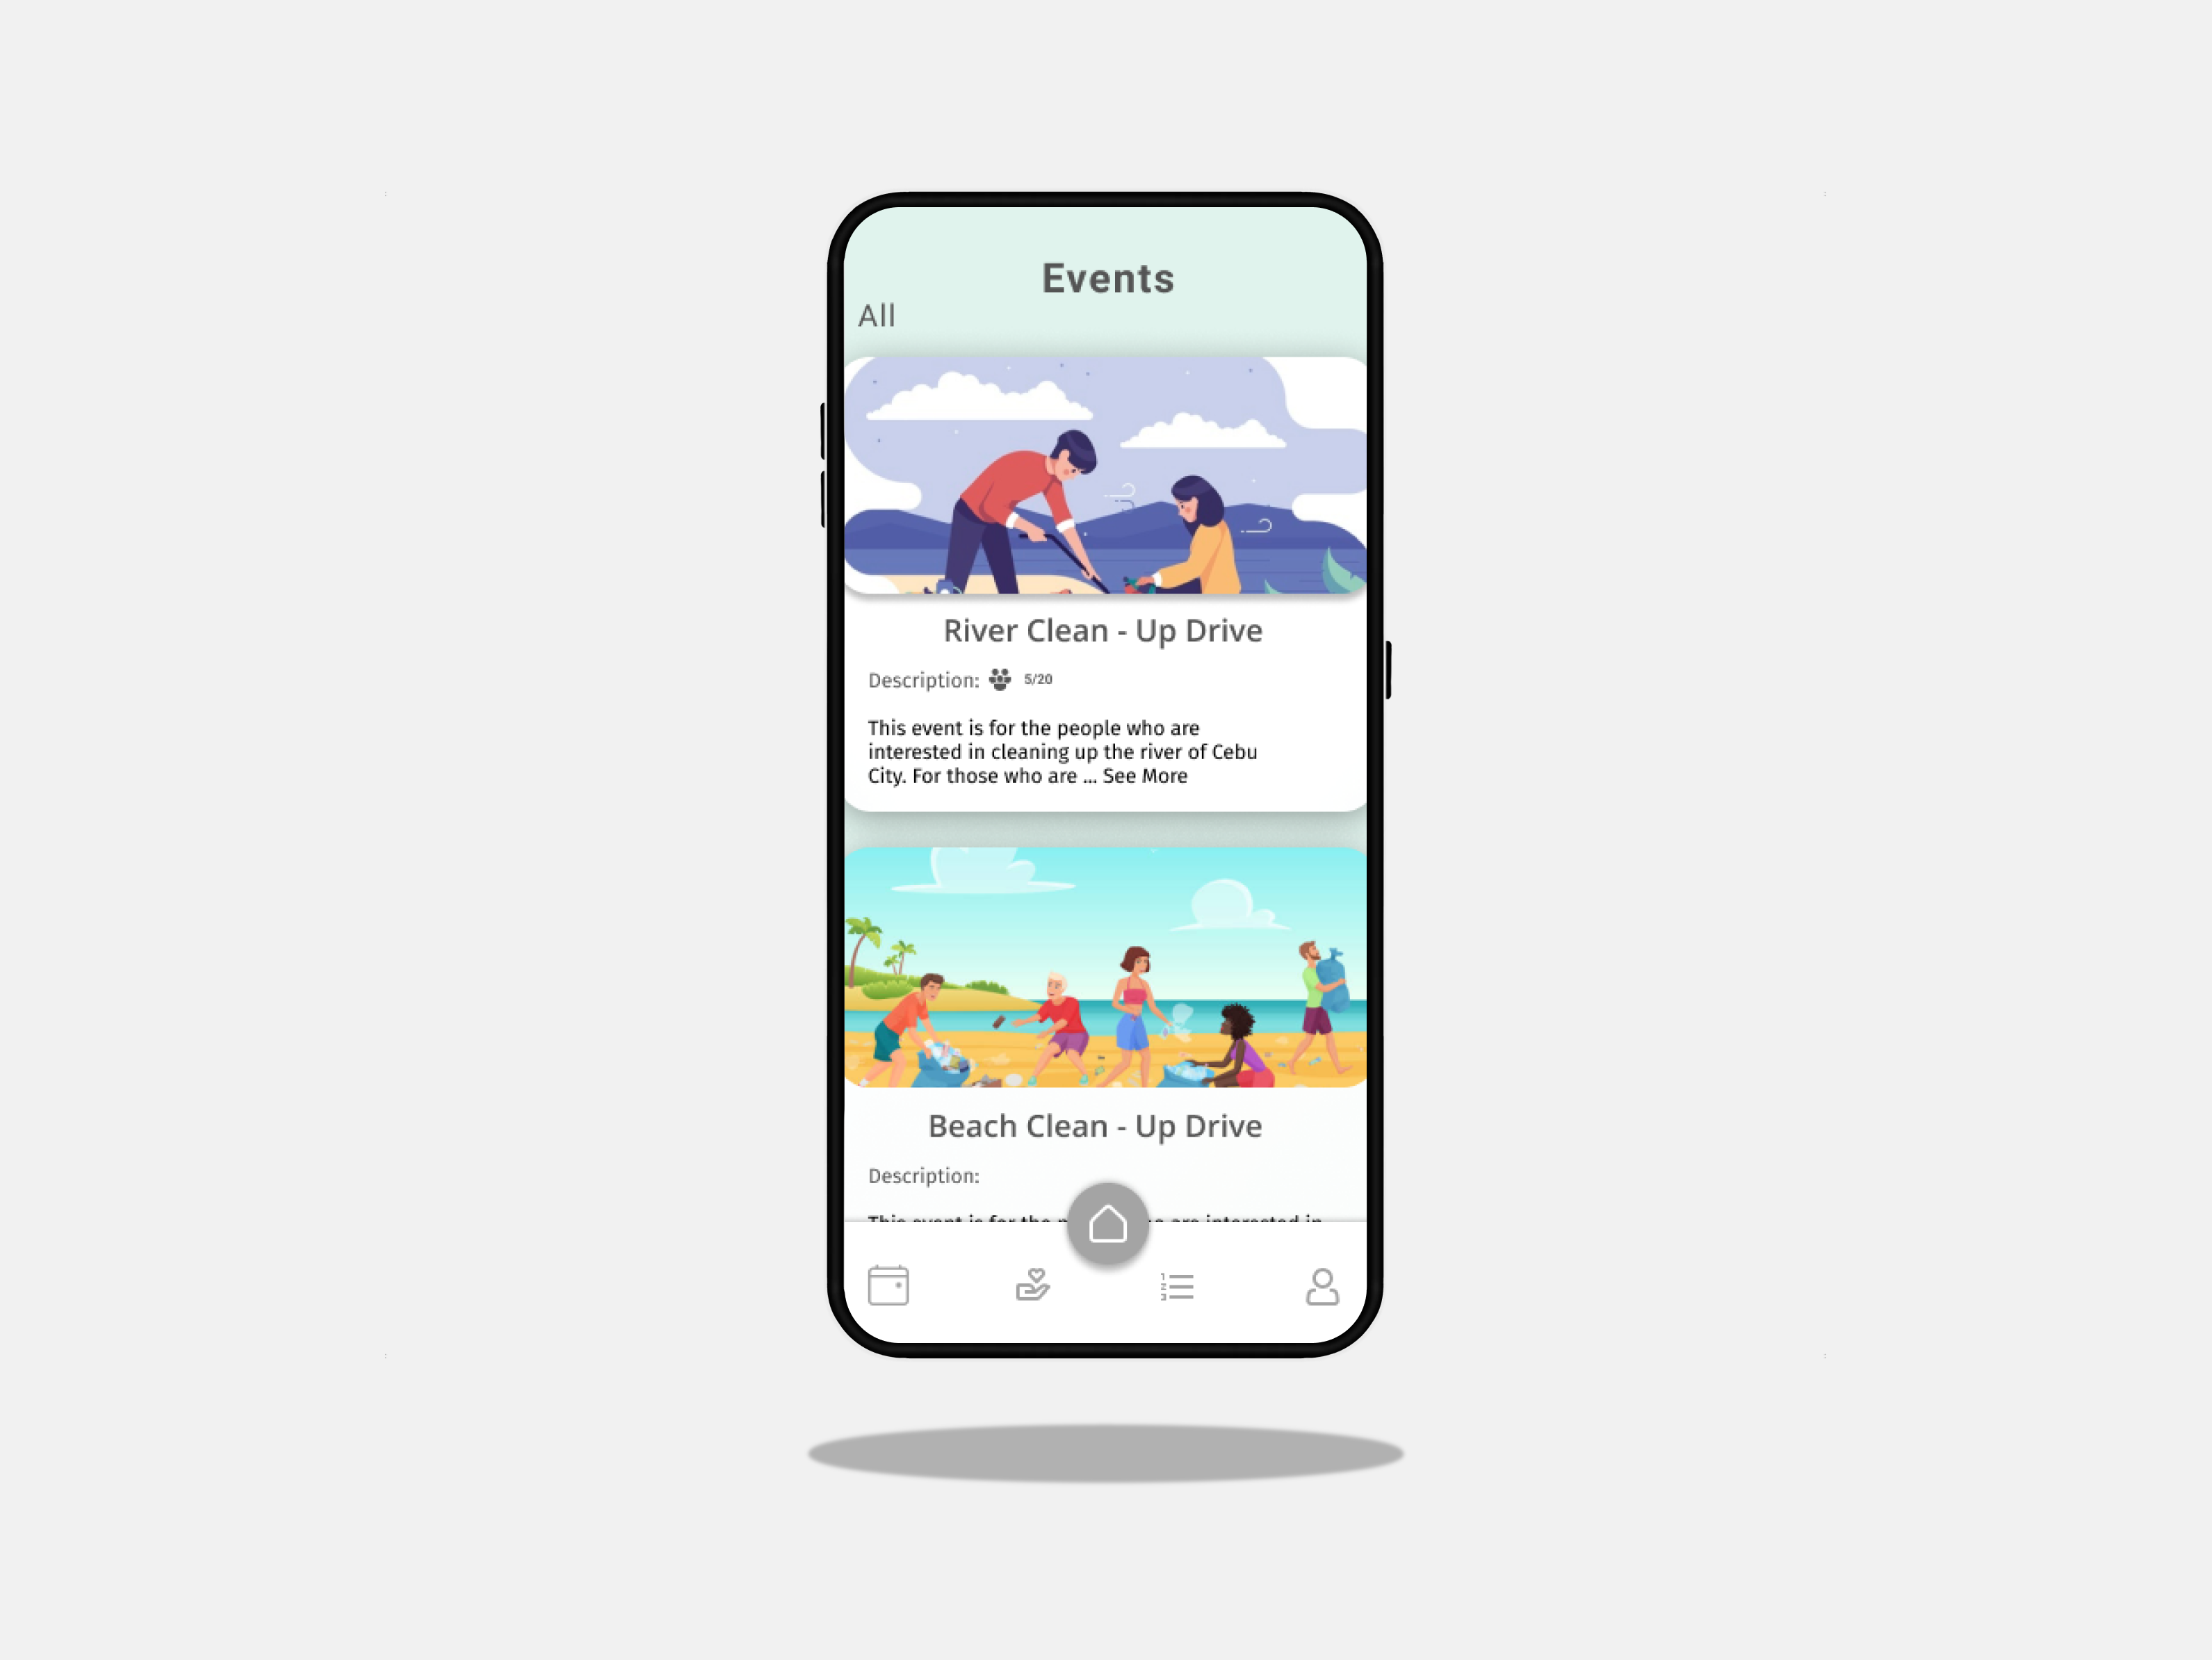 Events
All
River Clean - Up Drive
Description: 5/20
This event is for the people who are
interested in cleaning up the river of Cebu
City. For those who are ... See More
Beach Clean - Up Drive
Description:
This event is for the are interested in